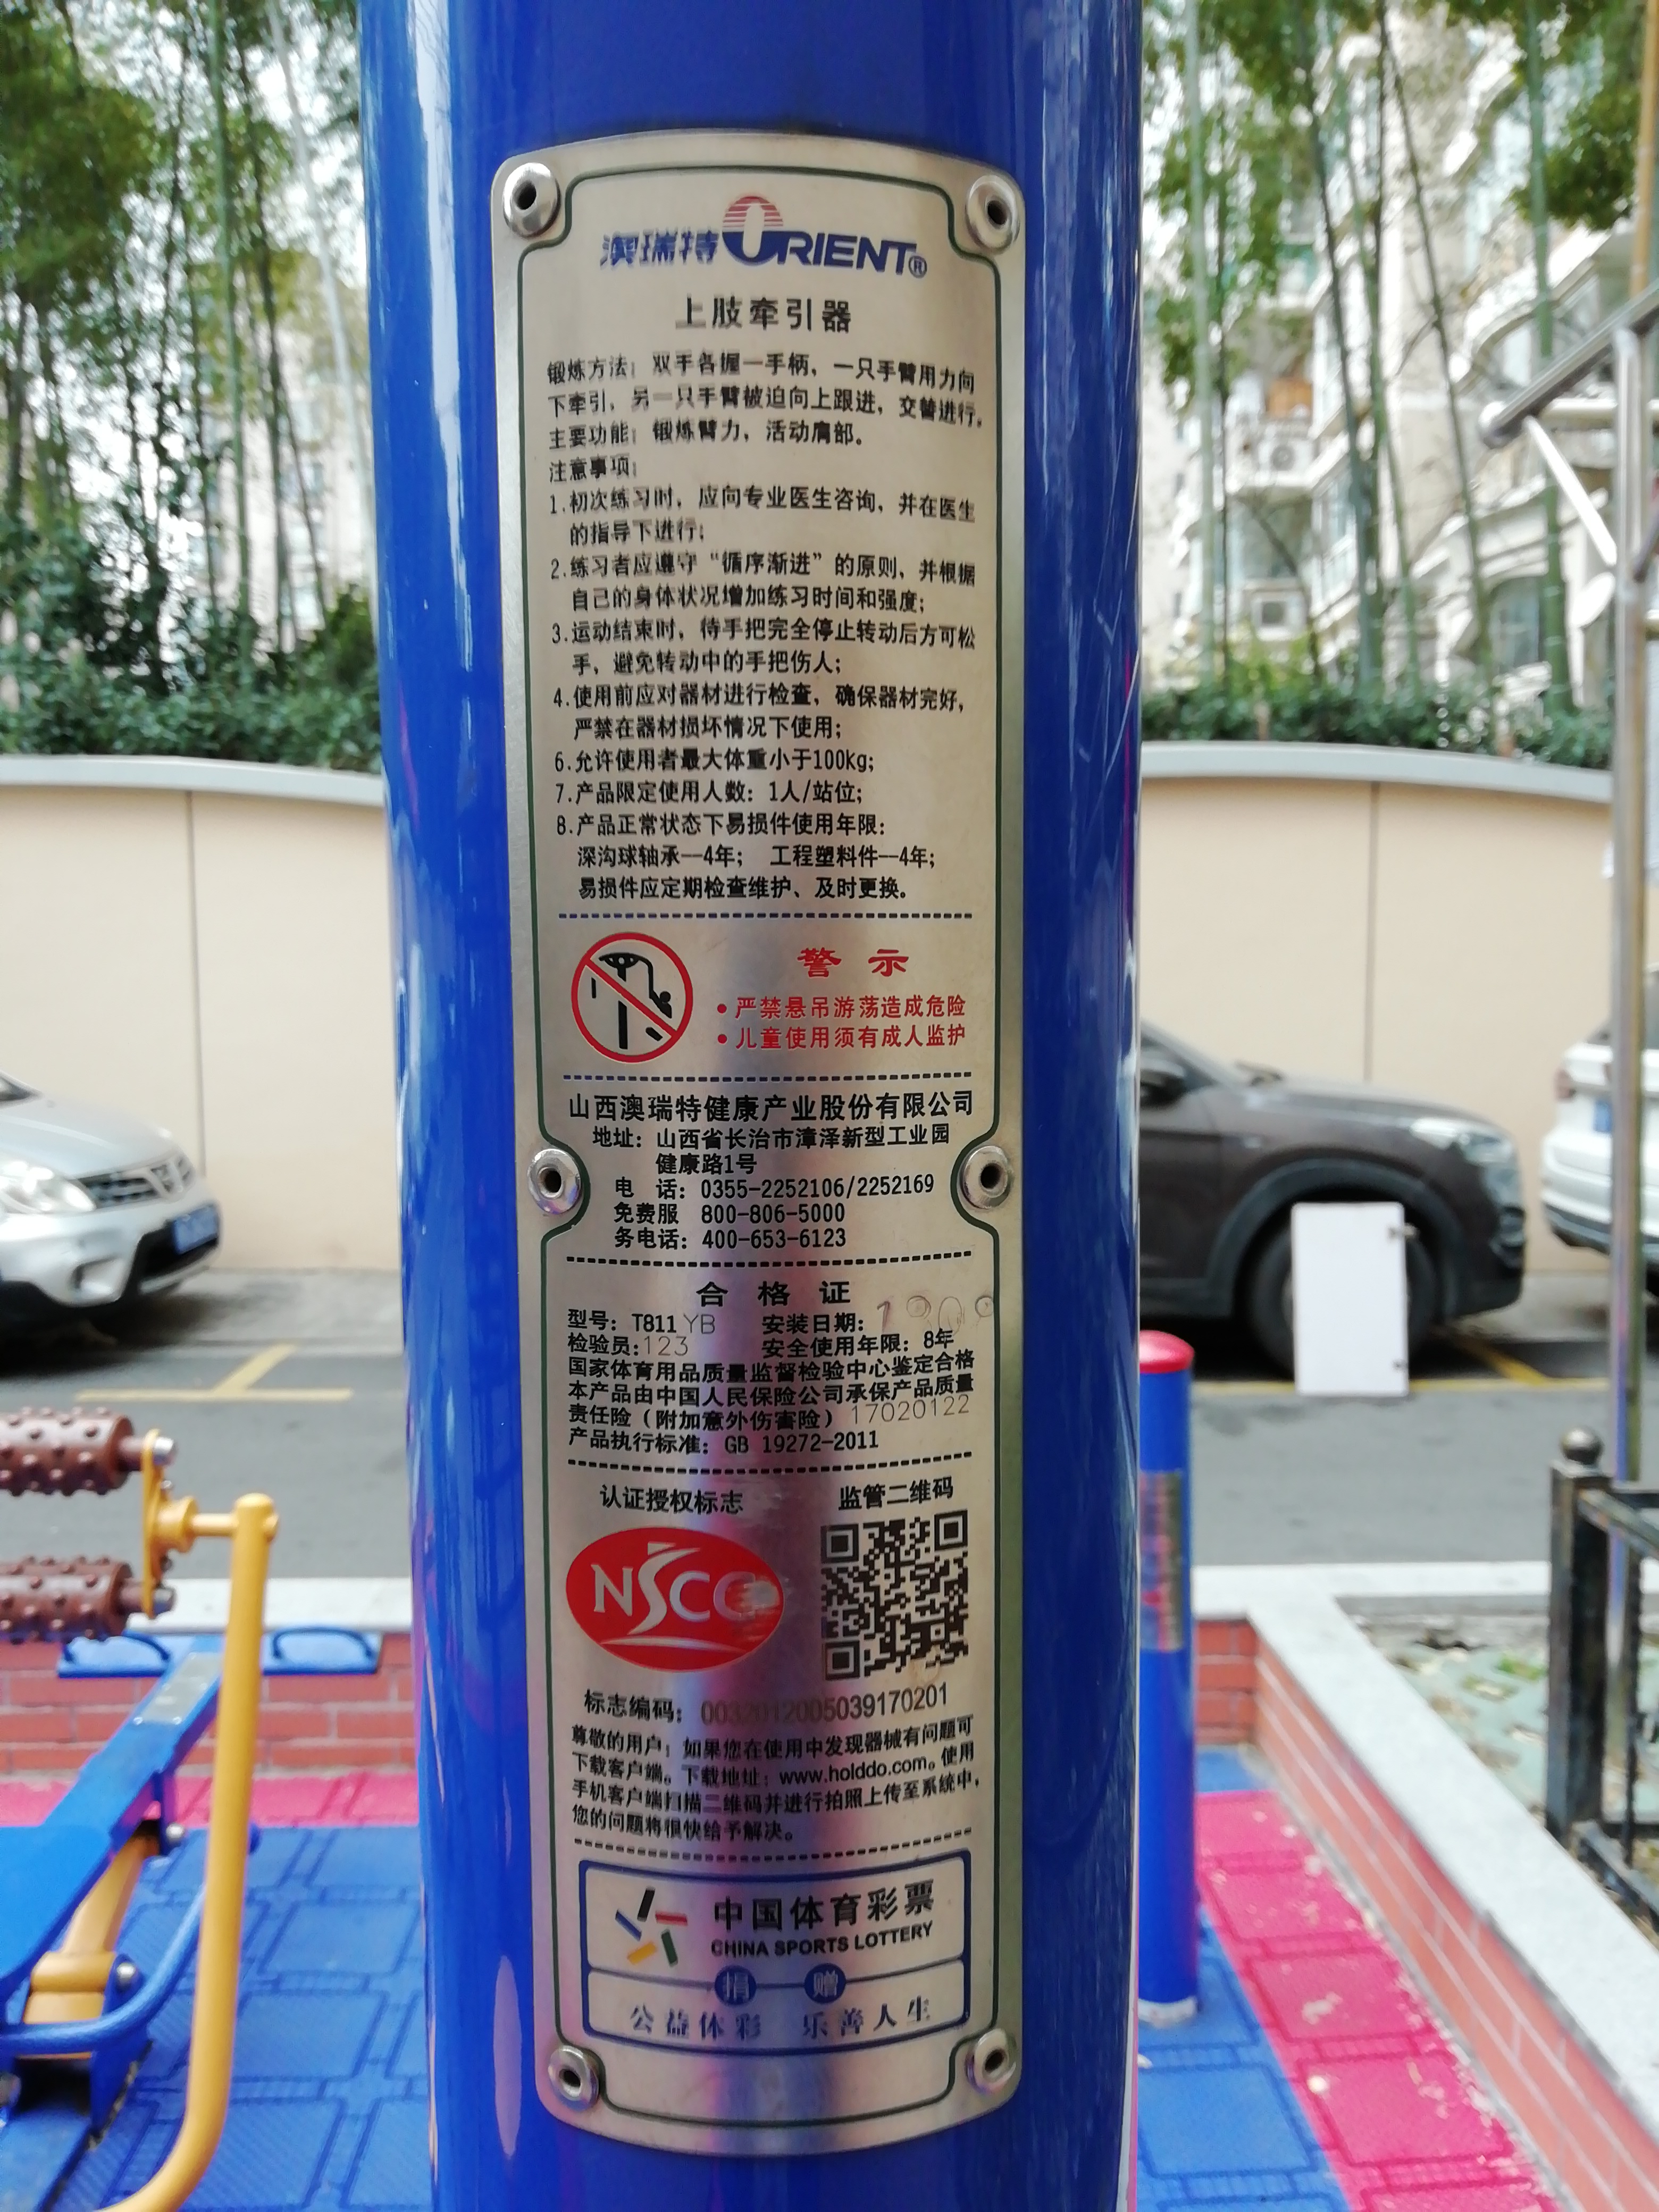 澳瑞特ORIENT®
上肢牵引器
锻炼方法：双手各握一手柄，一只手臂用力向
下牵引，另一只手臂被迫向上跟进，交替进行。
主要功能：锻炼臂力，活动肩部。
注意事项：
1.初次练习时，应向专业医生咨询，并在医生
的指导下进行；
2.练习者应遵守“循序渐进”的原则，并根据
自己的身体状况增加练习时间和强度；
3.运动结束时，待手把完全停止转动后方可松
手，避免转动中的手把伤人；
4.使用前应对器材进行检查，确保器材完好，
严禁在器材损坏情况下使用；
6.允许使用者最大体重小于100kg；
7.产品限定使用人数：1人/站位；
8.产品正常状态下易损件使用年限：
深沟球轴承--4年； 工程塑料件--4年；
易损件应定期检查维护、及时更换。
警示
•严禁悬吊游荡造成危险
•儿童使用须有成人监护
山西澳瑞特健康产业股份有限公司
地址：山西省长治市漳泽新型工业园
健康路1号
电 话：0355-2252106/2252169
免费服 800-806-5000
务电话：400-653-6123
合格证
型号：T811 YB 安装日期：
检验员：123 安全使用年限：8年
国家体育用品质量监督检验中心鉴定合格
本产品由中国人民保险公司承保产品质量
责任险（附加意外伤害险）17020122
产品执行标准：GB 19272-2011
认证授权标志 监管二维码
NSCC
标志编码：0032012005039170201
尊敬的用户：如果您在使用中发现器械有问题可
下载客户端。下载地址：www.holddo.com。使用
手机客户端扫描二维码并进行拍照上传至系统中，
您的问题将很快给予解决。
中国体育彩票
CHINA SPORTS LOTTERY
捐赠
公益体彩 乐善人生